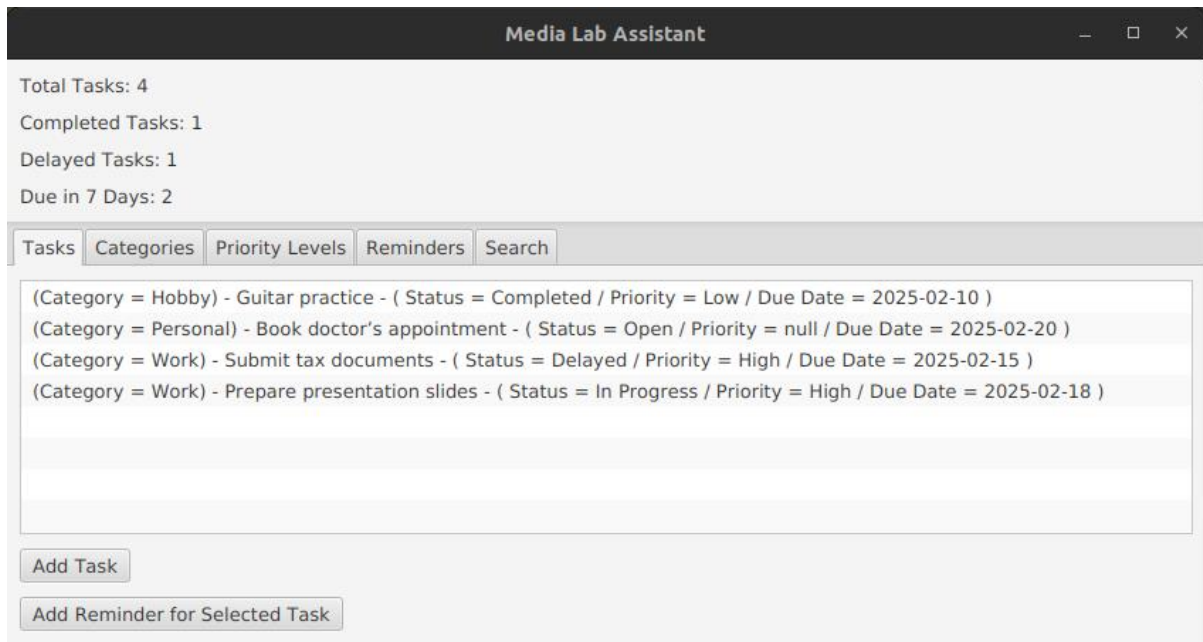 Media Lab Assistant
Total Tasks: 4
Completed Tasks: 1
Delayed Tasks: 1
Due in 7 Days: 2
Tasks Categories Priority Levels Reminders Search
(Category = Hobby) - Guitar practice - ( Status = Completed / Priority = Low / Due Date = 2025-02-10 )
(Category = Personal) - Book doctor’s appointment - ( Status = Open / Priority = null / Due Date = 2025-02-20 )
(Category = Work) - Submit tax documents - ( Status = Delayed / Priority = High / Due Date = 2025-02-15 )
(Category = Work) - Prepare presentation slides - ( Status = In Progress / Priority = High / Due Date = 2025-02-18 )
Add Task
Add Reminder for Selected Task